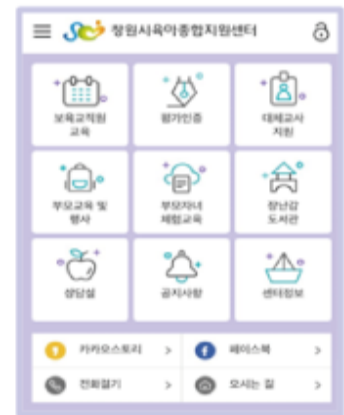 창원시육아종합지원센터
보육교직원
교육
평가인증
대체교사
지원
부모교육 및
행사
부모자녀
체험교육
장난감
도서관
상담실
공지사항
센터정보
카카오스토리 >
페이스북 >
전화걸기 >
오시는 길 >